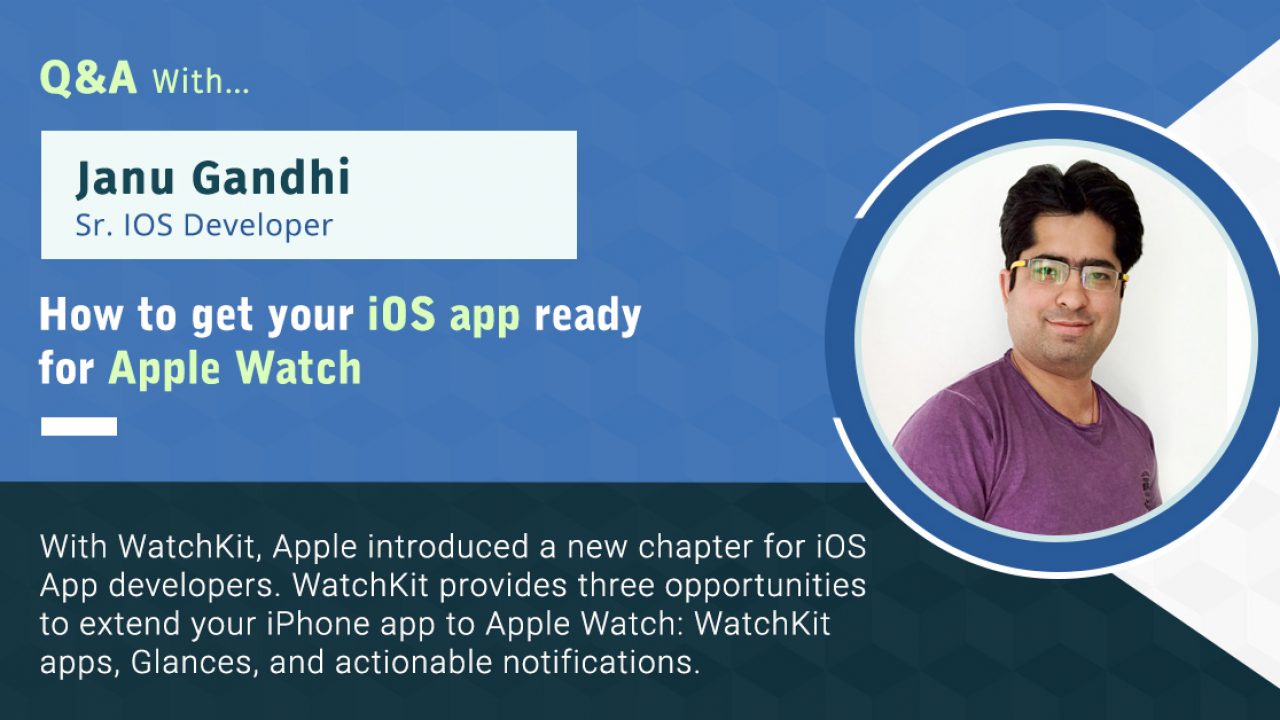 Q&A With...
Janu Gandhi
Sr. IOS Developer
How to get your iOS app ready
for Apple Watch
With WatchKit, Apple introduced a new chapter for iOS
App developers. WatchKit provides three opportunities
to extend your iPhone app to Apple Watch: WatchKit
apps, Glances, and actionable notifications.